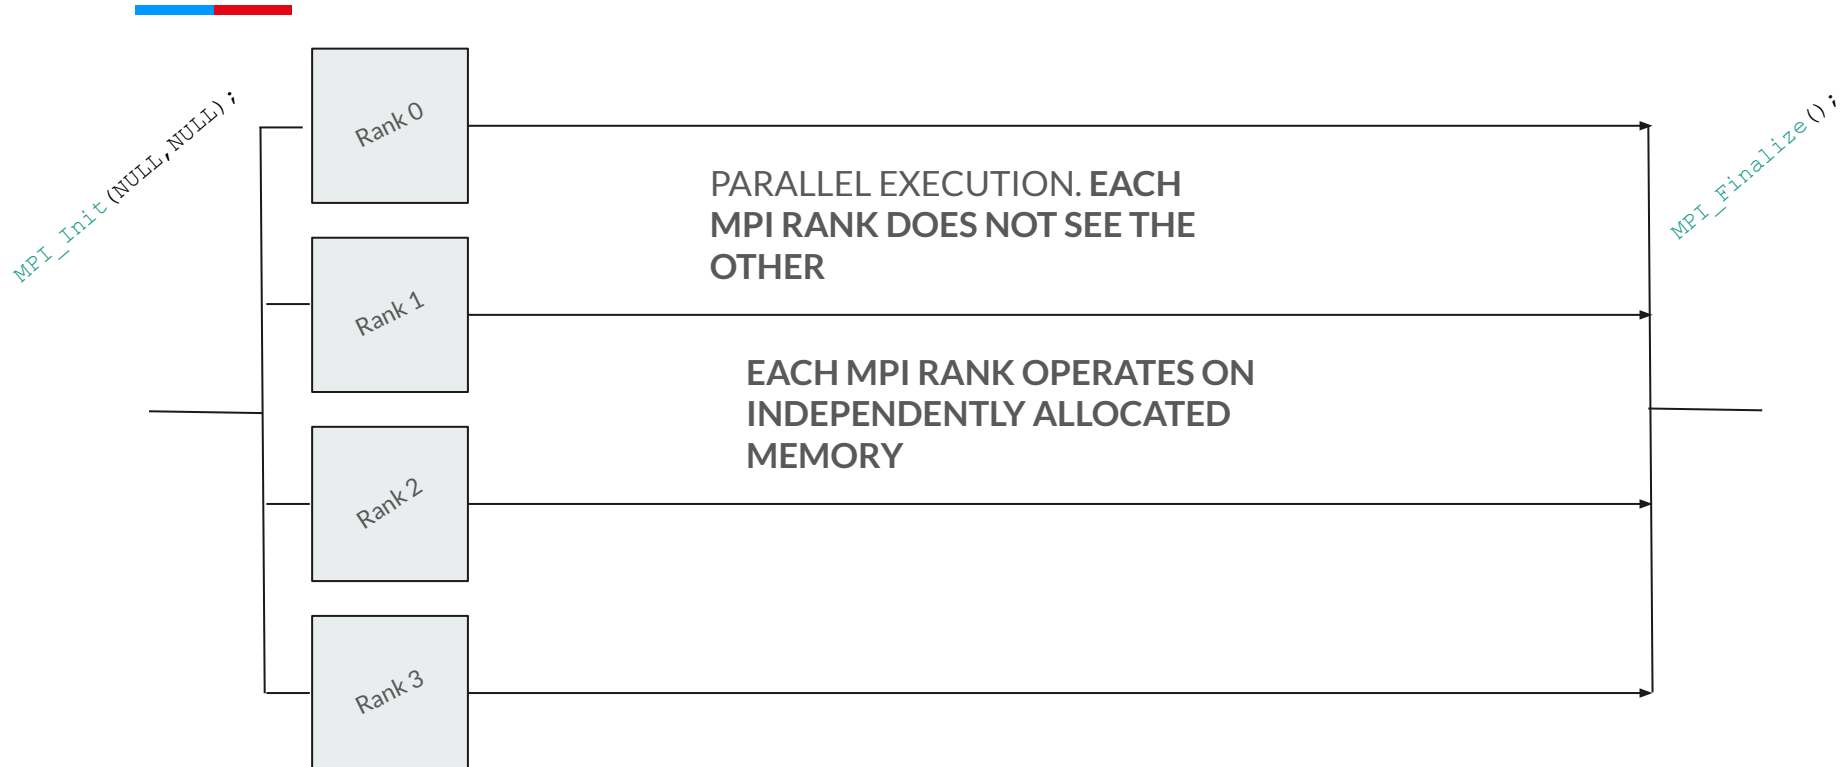 MPI_Init(NULL,NULL);
Rank 0
MPI_Finalize();
PARALLEL EXECUTION. EACH
MPI RANK DOES NOT SEE THE
OTHER
Rank 1
EACH MPI RANK OPERATES ON
INDEPENDENTLY ALLOCATED
MEMORY
Rank 2
Rank 3